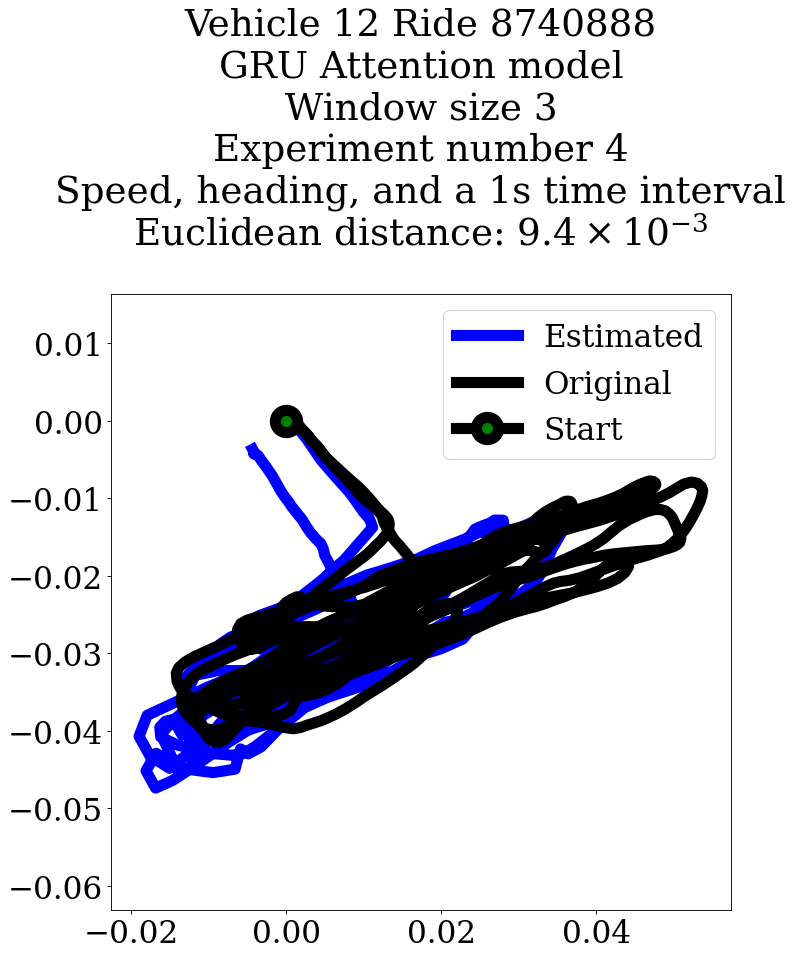 Vehicle 12 Ride 8740888
GRU Attention model
Window size 3
Experiment number 4
Speed, heading, and a 1s time interval
Euclidean distance: 9.4 × 10⁻³
Estimated
Original
Start
0.01
0.00
−0.01
−0.02
−0.03
−0.04
−0.05
−0.06
−0.02
0.00
0.02
0.04